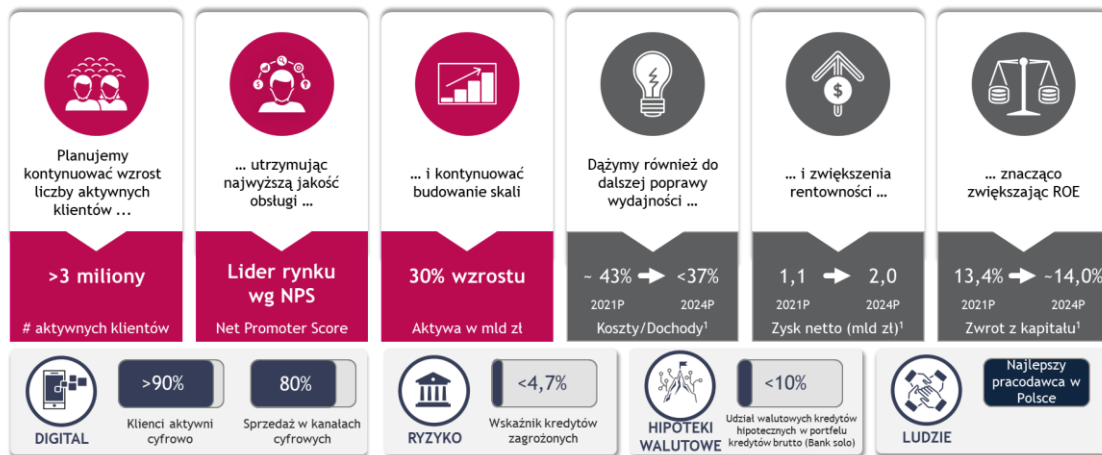 Planujemy
kontynuować wzrost
liczby aktywnych
klientów ...
>3 miliony
# aktywnych klientów
... utrzymując
najwyższą jakość
obsługi ...
Lider rynku
wg NPS
Net Promoter Score
... i kontynuować
budowanie skali
30% wzrostu
Aktywa w mld zł
Dążymy również do
dalszej poprawy
wydajności ...
~ 43% <37%
2021P 2024P
Koszty/Dochody¹
... i zwiększenia
rentowności ...
1,1 2,0
2021P 2024P
Zysk netto (mld zł)¹
... znacząco
zwiększając ROE
13,4% ~14,0%
2021P 2024P
Zwrot z kapitału¹
DIGITAL
>90%
Klienci aktywni
cyfrowo
80%
Sprzedaż w kanałach
cyfrowych
RYZYKO
<4,7%
Wskaźnik kredytów
zagrożonych
HIPOTEKI
WALUTOWE
<10%
Udział walutowych kredytów
hipotecznych w portfelu
kredytów brutto (Bank solo)
LUDZIE
Najlepszy
pracodawca w
Polsce